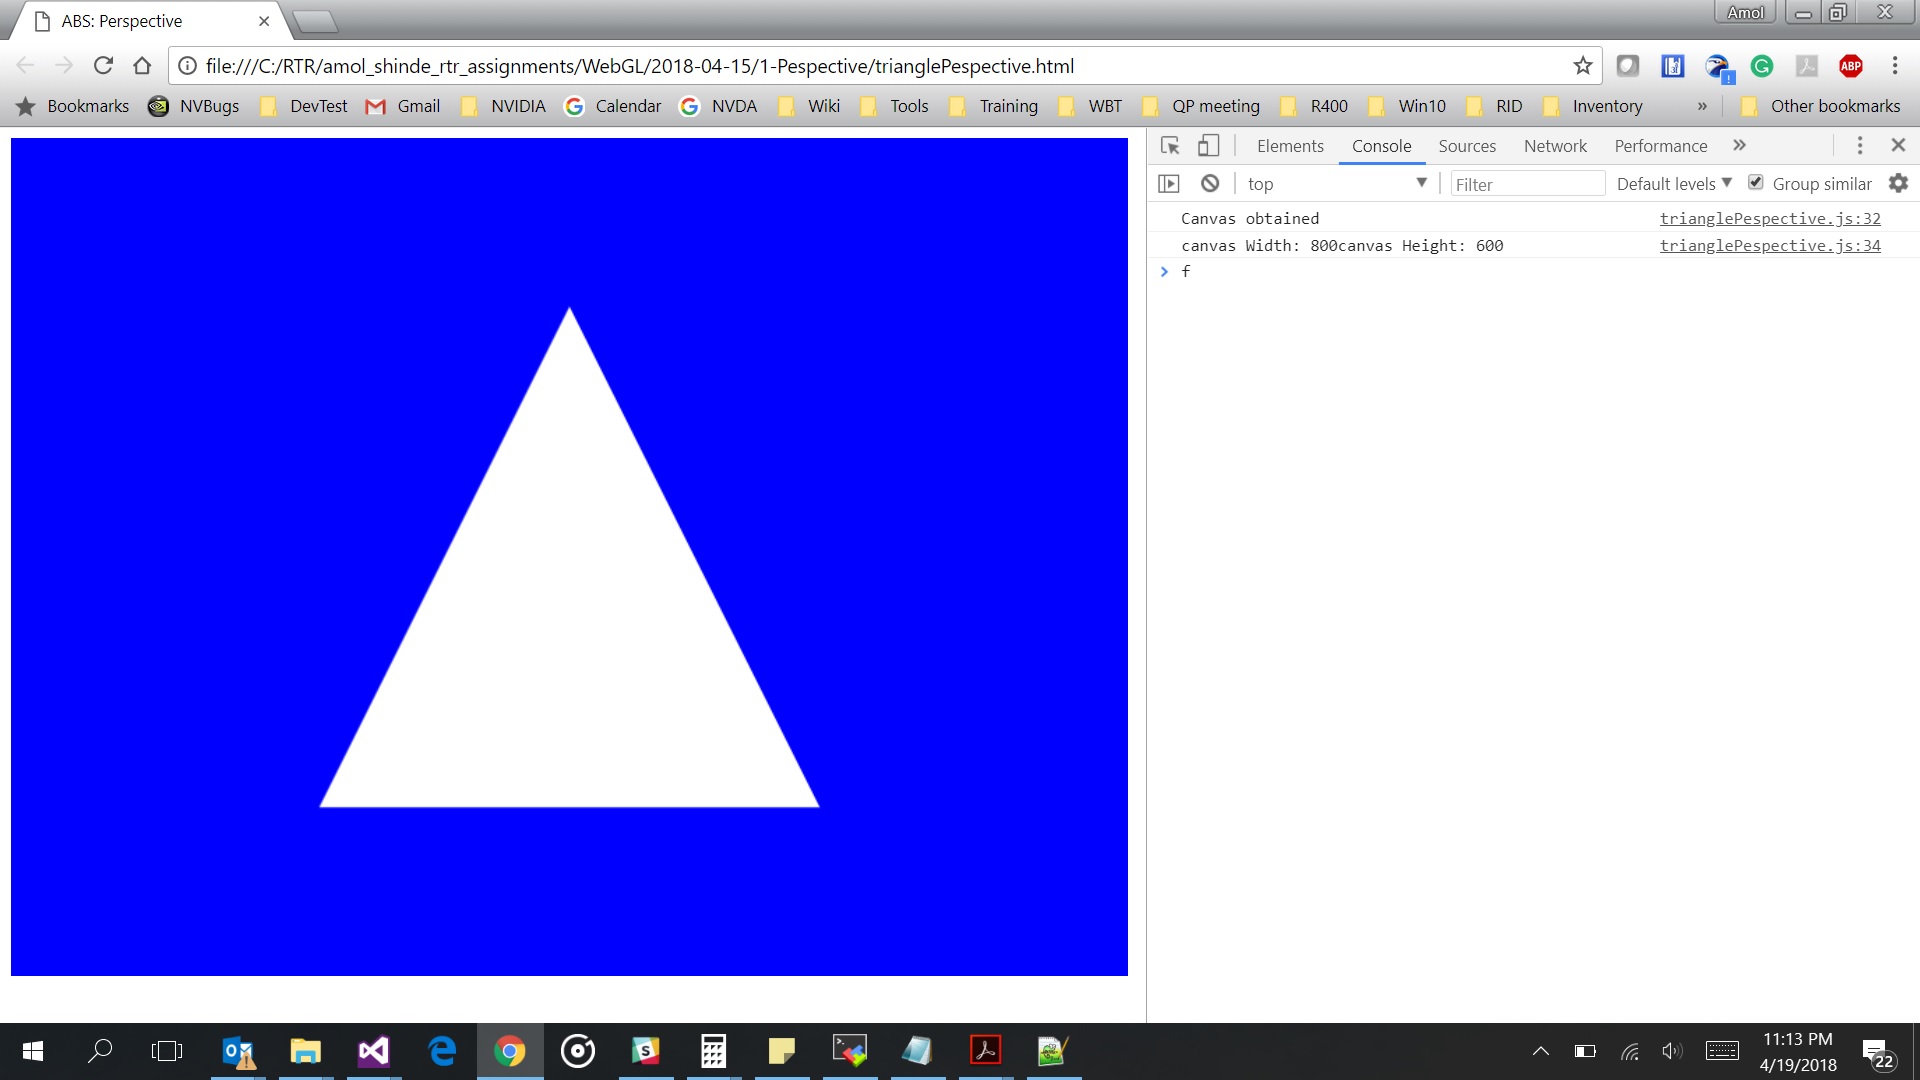 ABS: Perspective
Amol
file:///C:/RTR/amol_shinde_rtr_assignments/WebGL/2018-04-15/1-Pespective/trianglePespective.html
ABP
Bookmarks NVBugs DevTest Gmail NVIDIA Calendar NVDA Wiki Tools Training WBT QP meeting R400 Win10 RID Inventory » Other bookmarks
Elements Console Sources Network Performance »
top Filter Default levels Group similar
Canvas obtained trianglePespective.js:32
canvas Width: 800canvas Height: 600 trianglePespective.js:34
f
11:13 PM
4/19/2018
22